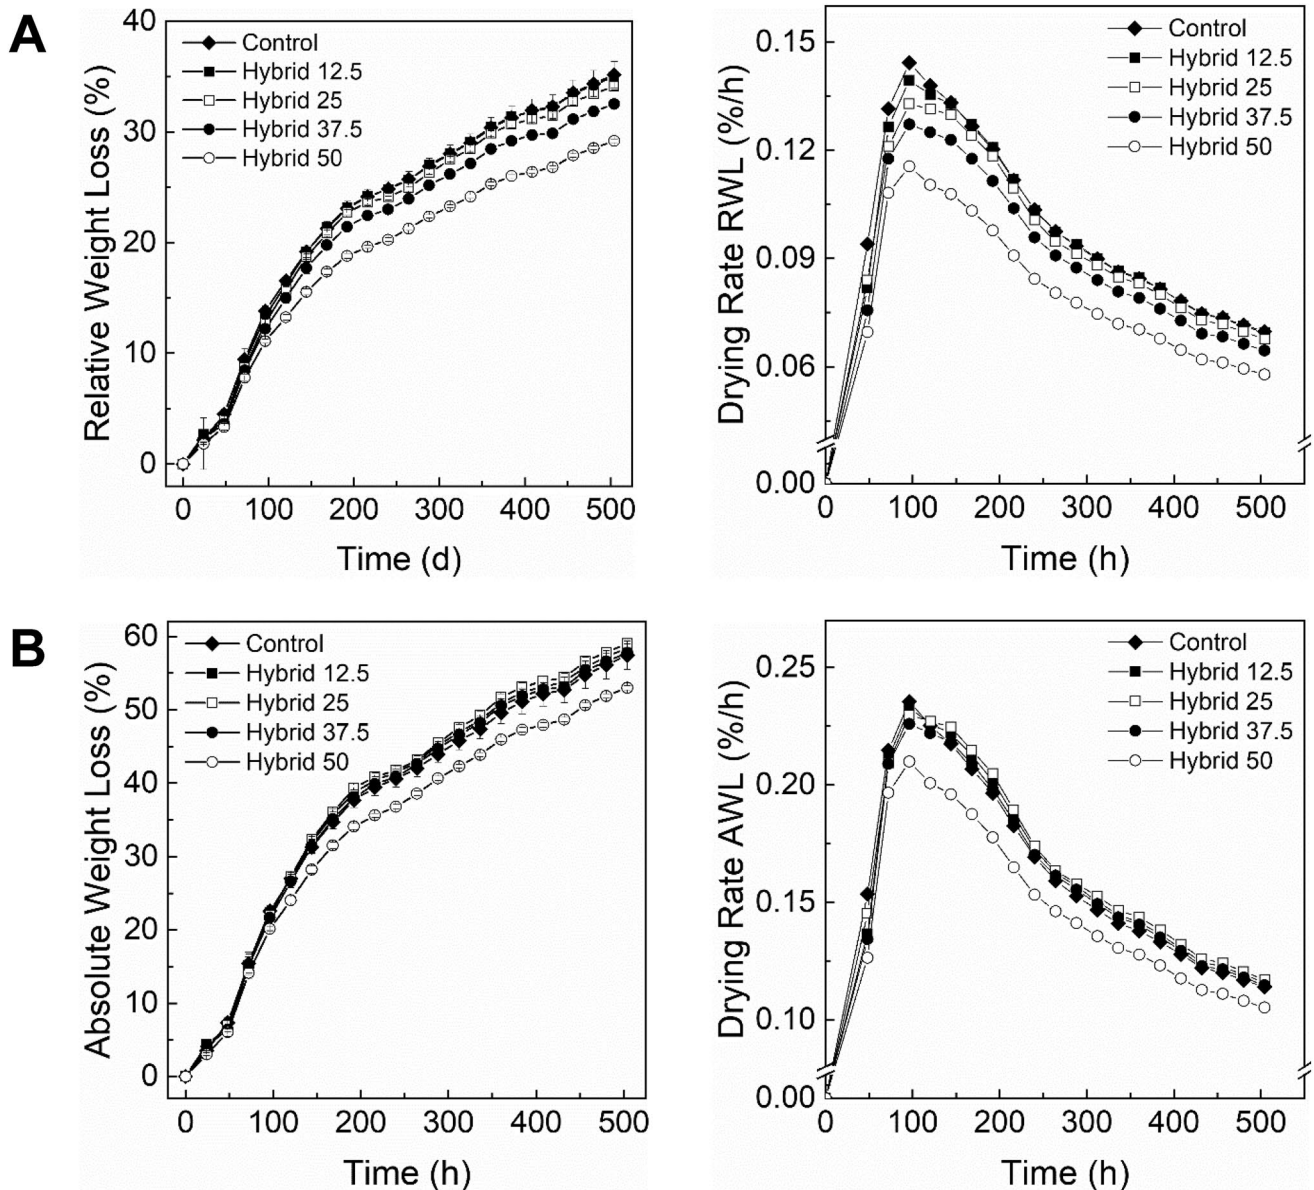 A
Relative Weight Loss (%)
40
30
20
10
0
Control
Hybrid 12.5
Hybrid 25
Hybrid 37.5
Hybrid 50
0 100 200 300 400 500
Time (d)
Drying Rate RWL (%/h)
0.15
0.12
0.09
0.06
0.00
Control
Hybrid 12.5
Hybrid 25
Hybrid 37.5
Hybrid 50
0 100 200 300 400 500
Time (h)
B
Absolute Weight Loss (%)
60
50
40
30
20
10
0
Control
Hybrid 12.5
Hybrid 25
Hybrid 37.5
Hybrid 50
0 100 200 300 400 500
Time (h)
Drying Rate AWL (%/h)
0.25
0.20
0.15
0.10
0.00
Control
Hybrid 12.5
Hybrid 25
Hybrid 37.5
Hybrid 50
0 100 200 300 400 500
Time (h)